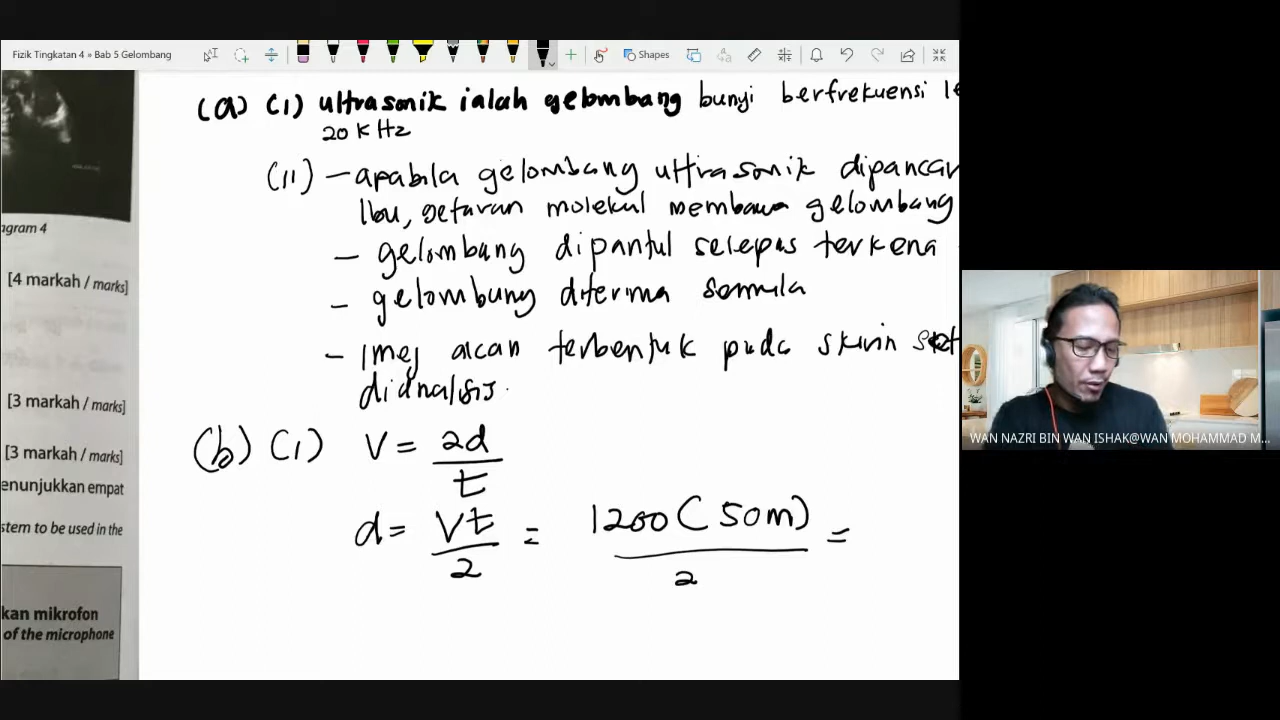 Fizik Tingkatan 4 » Bab 5 Gelombang
Shapes
agram 4
[4 markah / marks]
[3 markah / marks]
[3 markah / marks]
enunjukkan empat
stem to be used in the
kan mikrofon
of the microphone
(a) (i) ultrasonik ialah gelombang bunyi berfrekuensi le
20 KHz
(ii) – apabila gelombang ultrasonik dipancar
Ibu, getaran molekul membawa gelombang
– gelombang dipantul selepas terkena
– gelombang diterma semula
– imej akan terbentuk pada skrin
dianalisis.
(b) (i) V = 2d / t
d = Vt / 2 = 1200 ( 50m) / 2 =
WAN NAZRI BIN WAN ISHAK@WAN MOHAMMAD M...